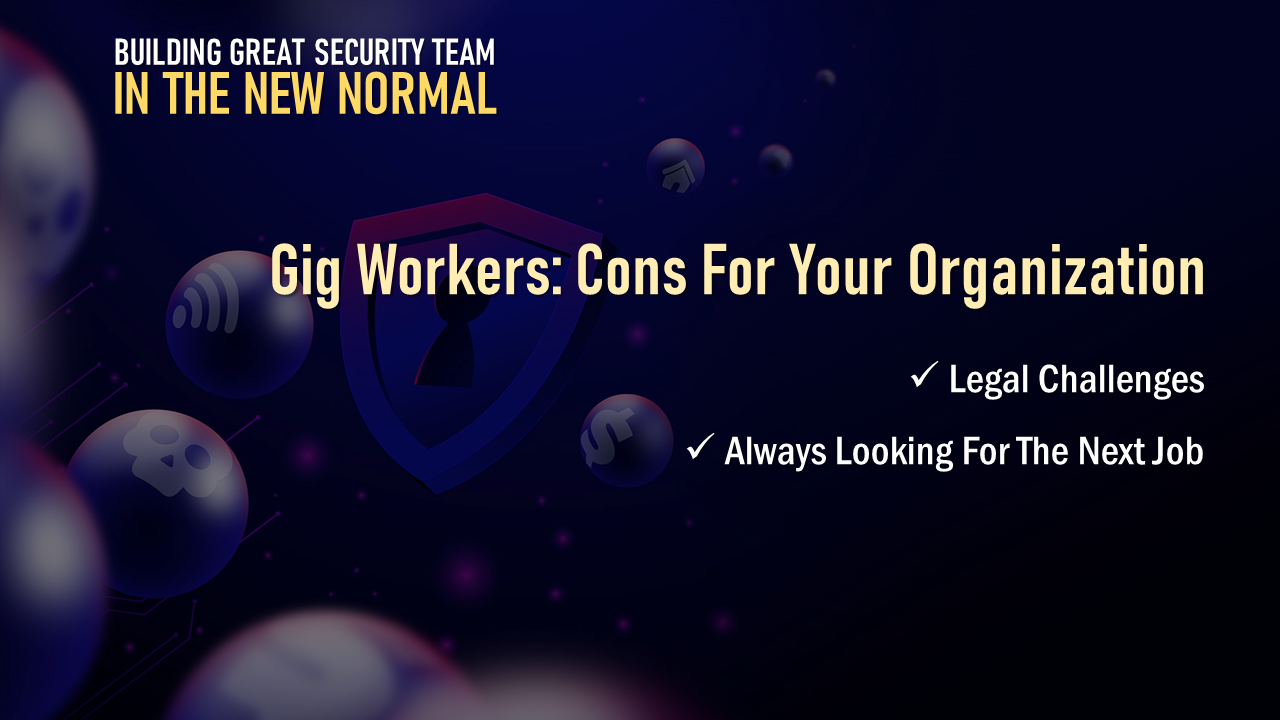 BUILDING GREAT SECURITY TEAM
IN THE NEW NORMAL
Gig Workers: Cons For Your Organization
✓ Legal Challenges
✓ Always Looking For The Next Job